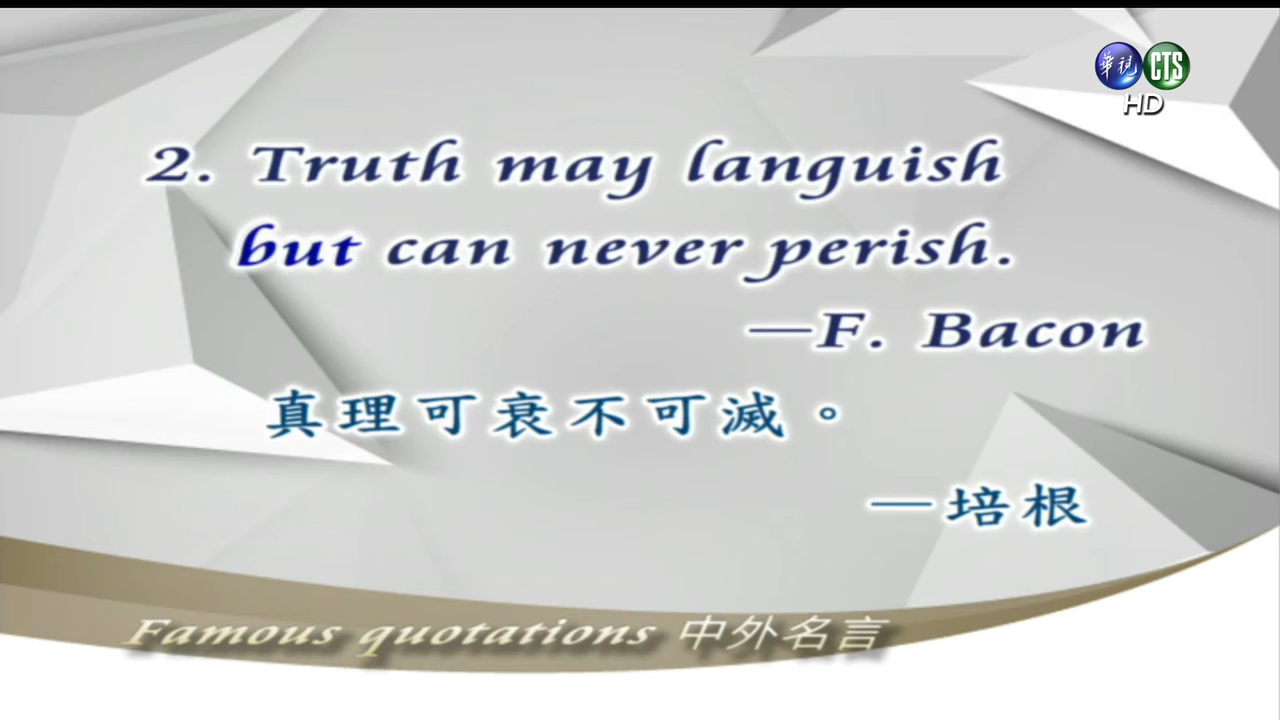 華視 CTS
HD
2. Truth may languish
but can never perish.
—F. Bacon
真理可衰不可滅。
—培根
Famous quotations 中外名言